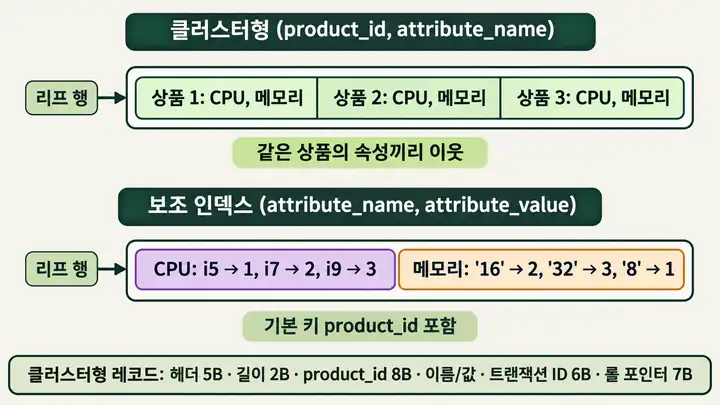 클러스터형 (product_id, attribute_name)
리프 행
상품 1: CPU, 메모리
상품 2: CPU, 메모리
상품 3: CPU, 메모리
같은 상품의 속성끼리 이웃
보조 인덱스 (attribute_name, attribute_value)
리프 행
CPU: i5 → 1, i7 → 2, i9 → 3
메모리: '16' → 2, '32' → 3, '8' → 1
기본 키 product_id 포함
클러스터형 레코드: 헤더 5B · 길이 2B · product_id 8B · 이름/값 · 트랜잭션 ID 6B · 롤 포인터 7B